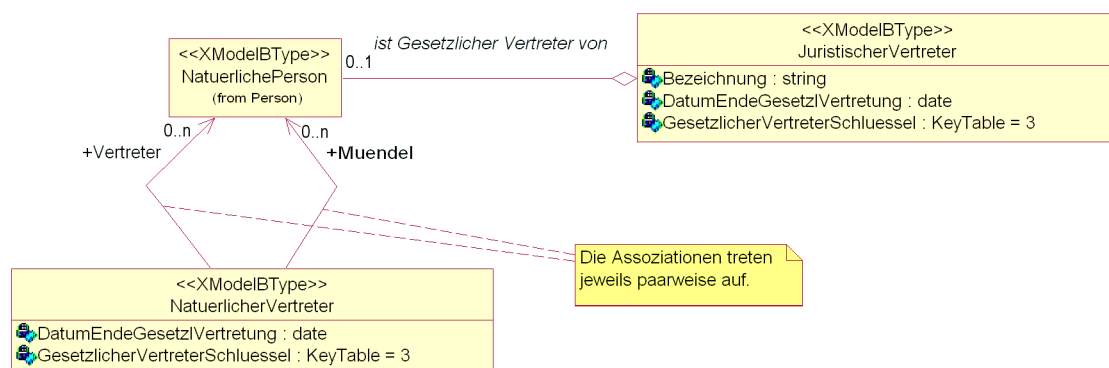 <<XModelBType>>
NatuerlichePerson
(from Person)
ist Gesetzlicher Vertreter von
0..1
<<XModelBType>>
JuristischerVertreter
Bezeichnung : string
DatumEndeGesetzlVertretung : date
GesetzlicherVertreterSchluessel : KeyTable = 3
0..n
0..n
+Vertreter
+Muendel
Die Assoziationen treten
jeweils paarweise auf.
<<XModelBType>>
NatuerlicherVertreter
DatumEndeGesetzlVertretung : date
GesetzlicherVertreterSchluessel : KeyTable = 3